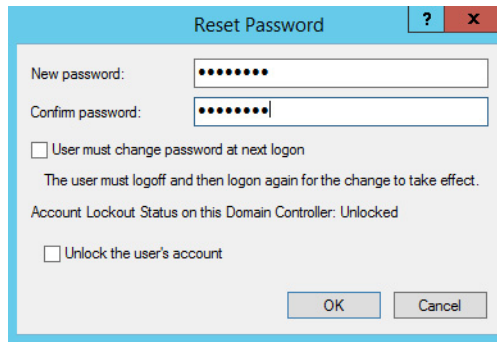 Reset Password
? x
New password: ●●●●●●●●
Confirm password: ●●●●●●●●
User must change password at next logon
The user must logoff and then logon again for the change to take effect.
Account Lockout Status on this Domain Controller: Unlocked
Unlock the user's account
OK Cancel